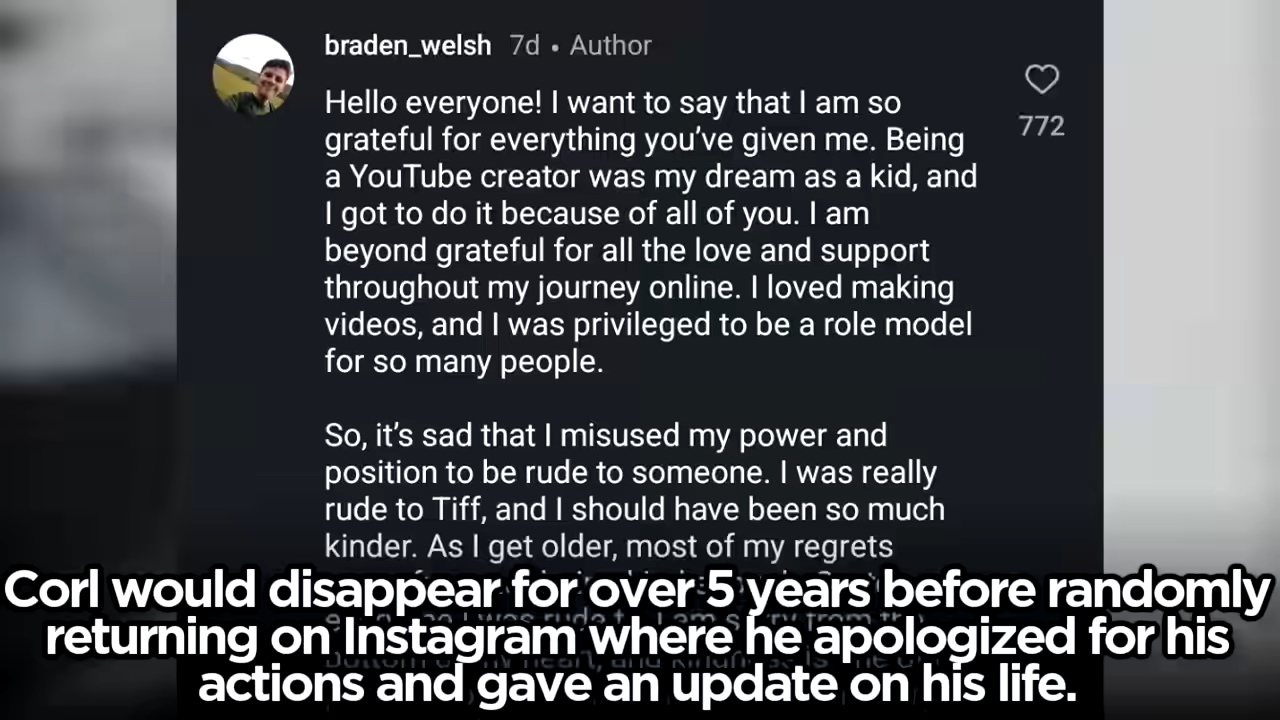 braden_welsh 7d • Author
Hello everyone! I want to say that I am so
grateful for everything you've given me. Being
a YouTube creator was my dream as a kid, and
I got to do it because of all of you. I am
beyond grateful for all the love and support
throughout my journey online. I loved making
videos, and I was privileged to be a role model
for so many people.
772
So, it's sad that I misused my power and
position to be rude to someone. I was really
rude to Tiff, and I should have been so much
kinder. As I get older, most of my regrets
Corl would disappear for over 5 years before randomly
returning on Instagram where he apologized for his
actions and gave an update on his life.